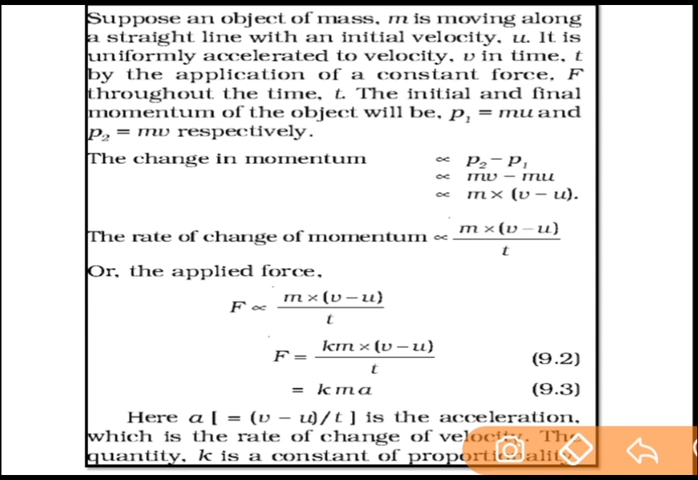 Suppose an object of mass, m is moving along
a straight line with an initial velocity, u. It is
uniformly accelerated to velocity, v in time, t
by the application of a constant force, F
throughout the time, t. The initial and final
momentum of the object will be, p₁ = mu and
p₂ = mv respectively.
The change in momentum ∝ p₂ – p₁
∝ mv – mu
∝ m × (v – u).
The rate of change of momentum ∝ m × (v – u) / t
Or, the applied force,
F ∝ m × (v – u) / t
F = km × (v – u) / t (9.2)
= k m a (9.3)
Here a [ = (v – u)/t ] is the acceleration,
which is the rate of change of velocity. The
quantity, k is a constant of proportionality